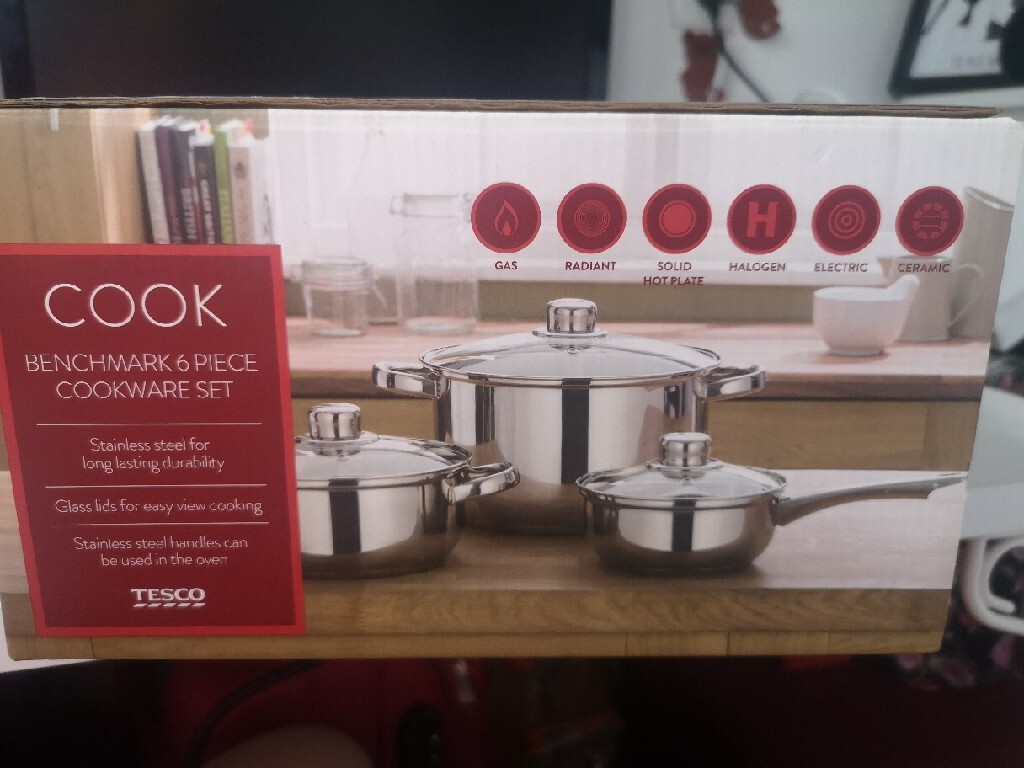 COOK
BENCHMARK 6 PIECE
COOKWARE SET
Stainless steel for
long lasting durability
Glass lids for easy view cooking
Stainless steel handles can
be used in the oven
TESCO
H
GAS
RADIANT
SOLID
HOT PLATE
HALOGEN
ELECTRIC
CERAMIC